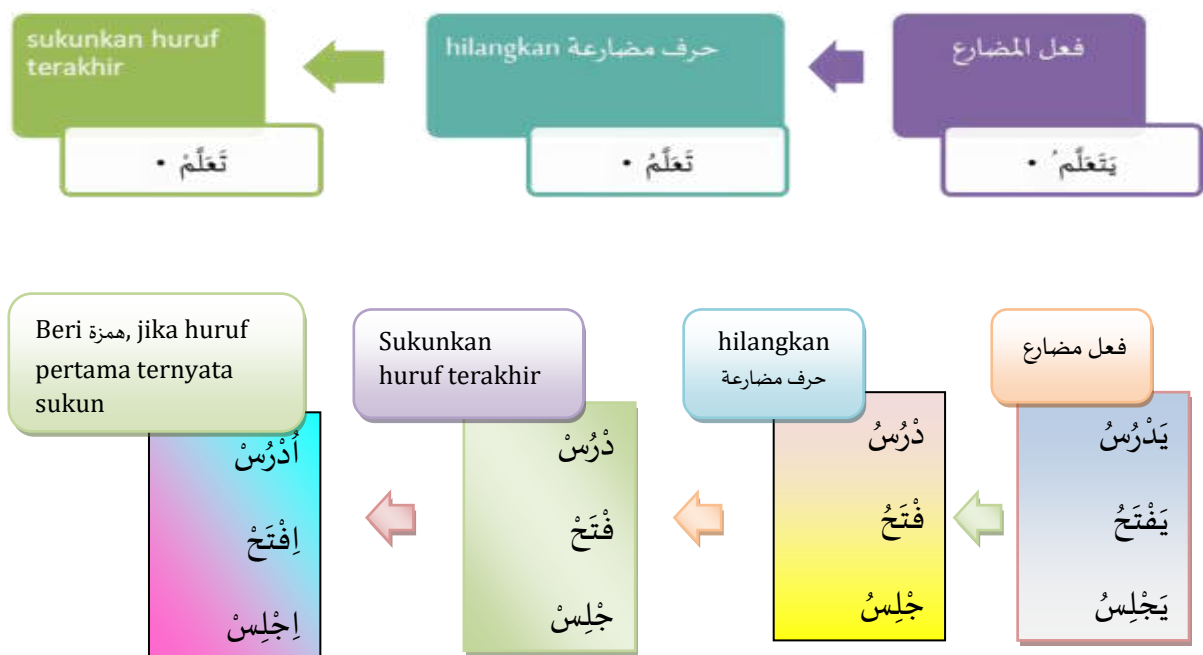 فعل المضارع
يَتَعَلَّم ُ •
hilangkan حرف مضارعة
تَعَلَّمُ •
sukunkan huruf
terakhir
تَعَلَّمْ •
فعل مضارع
يَدْرُسُ
يَفْتَحُ
يَجْلِسُ
hilangkan
حرف مضارعة
دْرُسُ
فْتَحُ
جْلِسُ
Sukunkan
huruf terakhir
دْرُسْ
فْتَحْ
جْلِسْ
Beri همزة, jika huruf
pertama ternyata
sukun
اُدْرُسْ
اِفْتَحْ
اِجْلِسْ